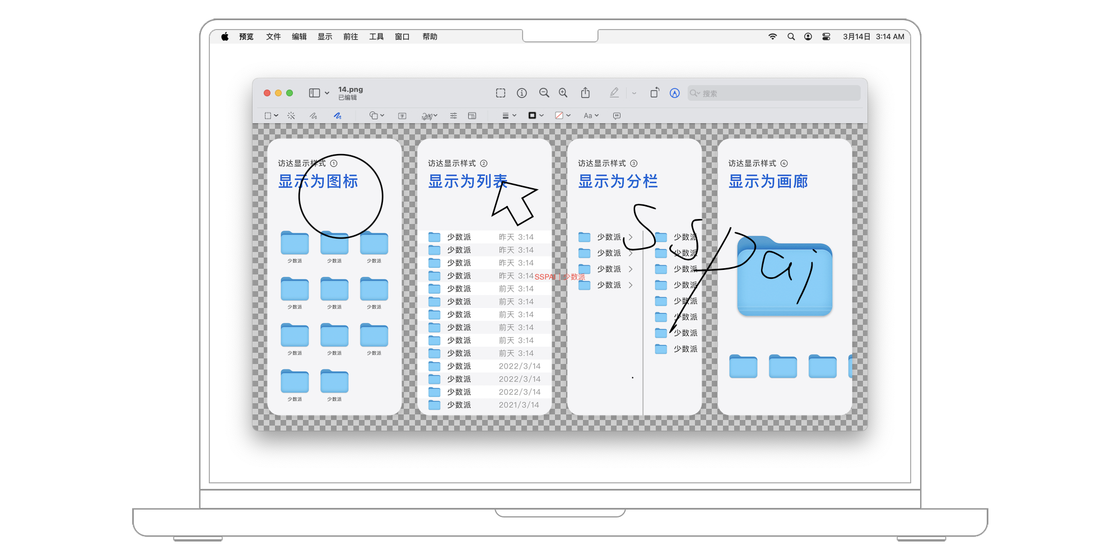 预览 文件 编辑 显示 前往 工具 窗口 帮助 3月14日 3:14 AM
14.png
已编辑
搜索
Aa
访达显示样式 ①
显示为图标
少数派 少数派 少数派
少数派 少数派 少数派
少数派 少数派 少数派
少数派 少数派
访达显示样式 ②
显示为列表
少数派 昨天 3:14
少数派 昨天 3:14
少数派 昨天 3:14
少数派 昨天 3:14
少数派 前天 3:14
少数派 前天 3:14
少数派 前天 3:14
少数派 前天 3:14
少数派 前天 3:14
少数派 前天 3:14
少数派 2022/3/14
少数派 2022/3/14
少数派 2022/3/14
少数派 2021/3/14
SSPAI 少数派
访达显示样式 ③
显示为分栏
少数派 >
少数派 >
少数派 >
少数派 >
少数派
少数派
少数派
少数派
少数派
少数派
少数派
少数派
访达显示样式 ④
显示为画廊
SSpai